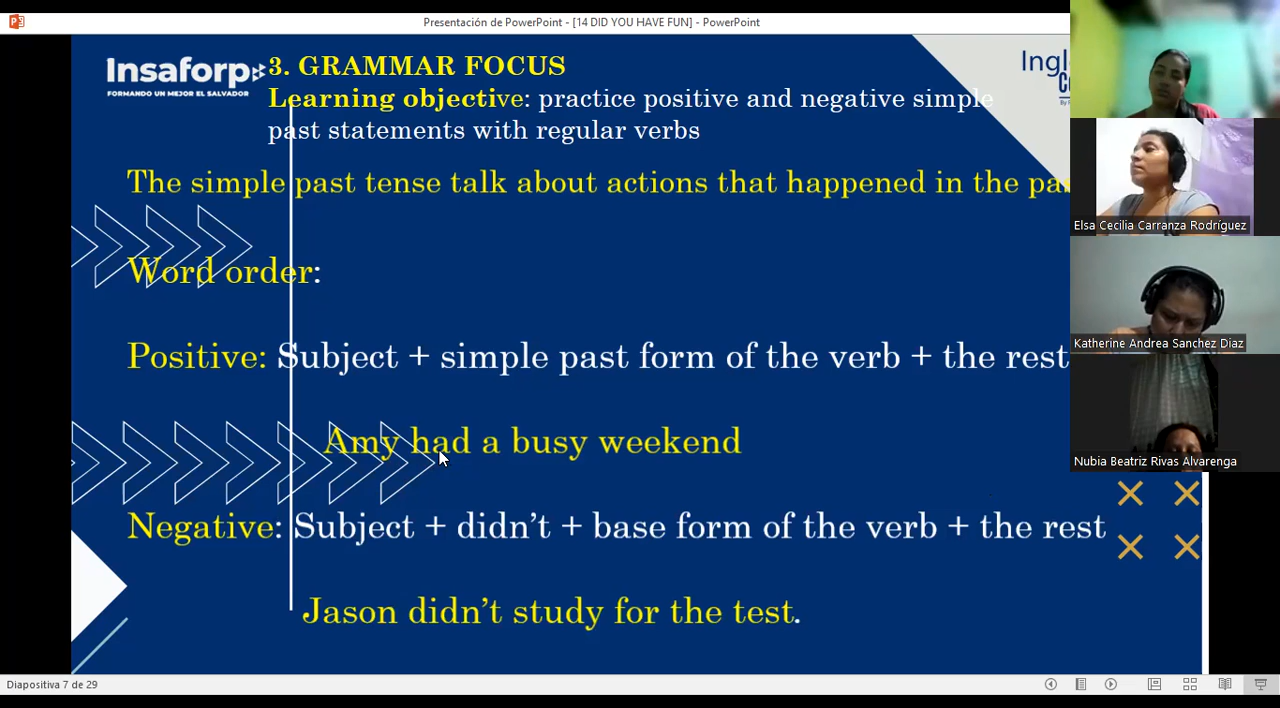 Presentación de PowerPoint - [14 DID YOU HAVE FUN] - PowerPoint
Insaforp
FORMANDO UN MEJOR EL SALVADOR
3. GRAMMAR FOCUS
Learning objective: practice positive and negative simple
past statements with regular verbs
The simple past tense talk about actions that happened in the
Word order:
Positive: Subject + simple past form of the verb + the rest
Amy had a busy weekend
Negative: Subject + didn't + base form of the verb + the rest
Jason didn't study for the test.
Elsa Cecilia Carranza Rodríguez
Katherine Andrea Sanchez Diaz
Nubia Beatriz Rivas Alvarenga
Diapositiva 7 de 29